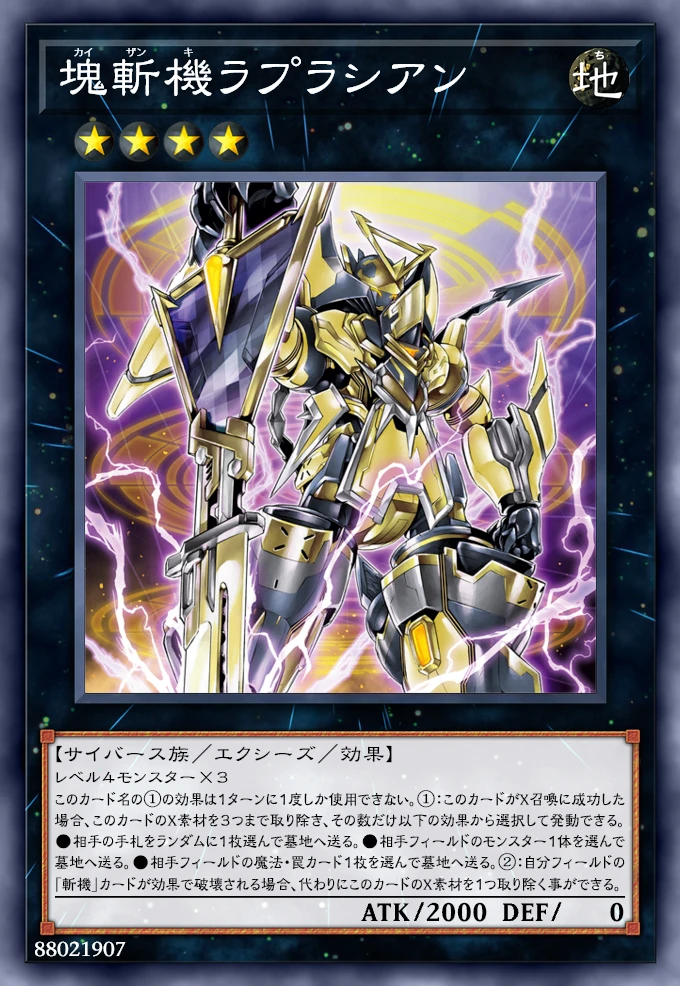 カイ ザン キ
塊斬機ラプラシアン
ち
地
【サイバース族／エクシーズ／効果】
レベル４モンスター×３
このカード名の①の効果は1ターンに1度しか使用できない。①：このカードがX召喚に成功した
場合、このカードのX素材を3つまで取り除き、その数だけ以下の効果から選択して発動できる。
●相手の手札をランダムに1枚選んで墓地へ送る。●相手フィールドのモンスター1体を選んで
墓地へ送る。●相手フィールドの魔法・罠カード1枚を選んで墓地へ送る。②：自分フィールドの
「斬機」カードが効果で破壊される場合、代わりにこのカードのX素材を1つ取り除く事ができる。
ATK/2000 DEF/ 0
88021907